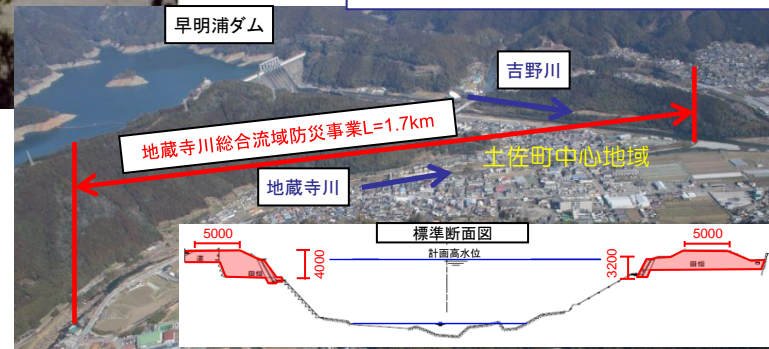 早明浦ダム
吉野川
地蔵寺川総合流域防災事業L=1.7km
土佐町中心地域
地蔵寺川
標準断面図
計画高水位
5000
4000
道
田畑
5000
3200
田畑